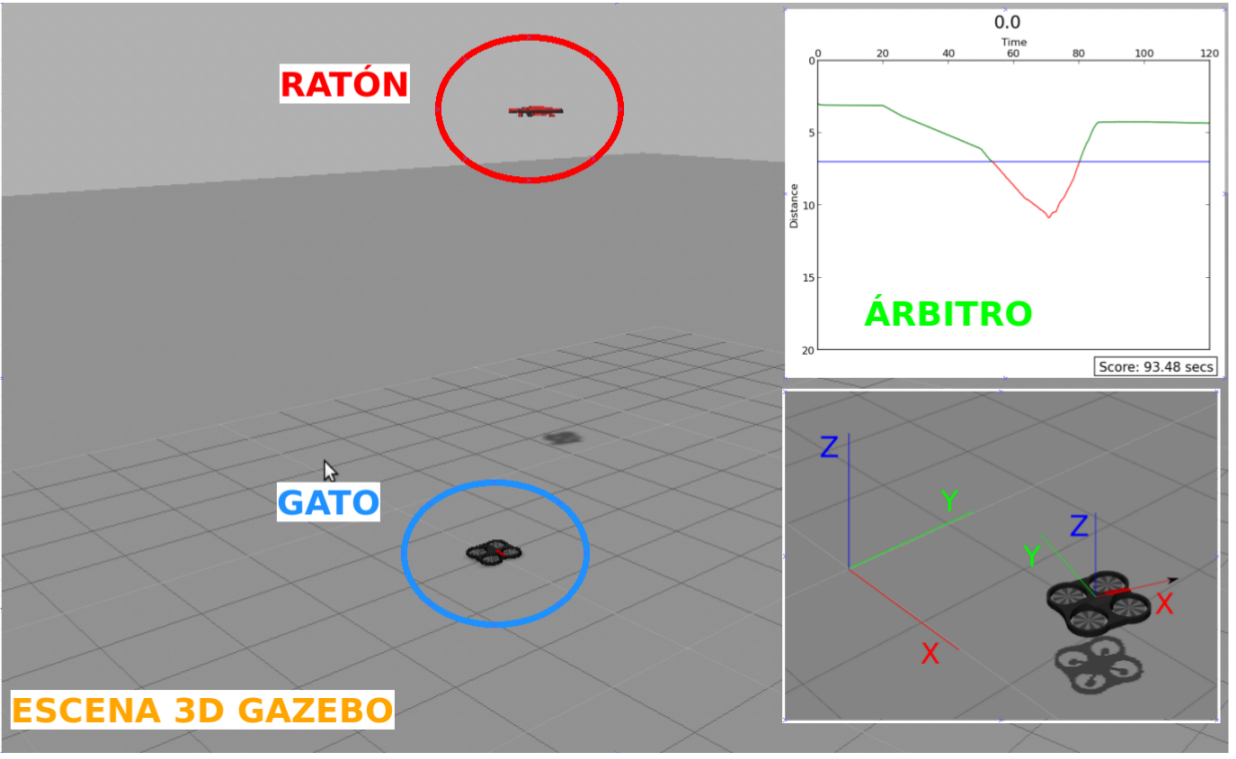 RATÓN
GATO
ESCENA 3D GAZEBO
0.0
Time
0 20 40 60 80 100 120
0
5
10
15
20
Distance
ÁRBITRO
Score: 93.48 secs
Z
Y
X
Z
Y
X